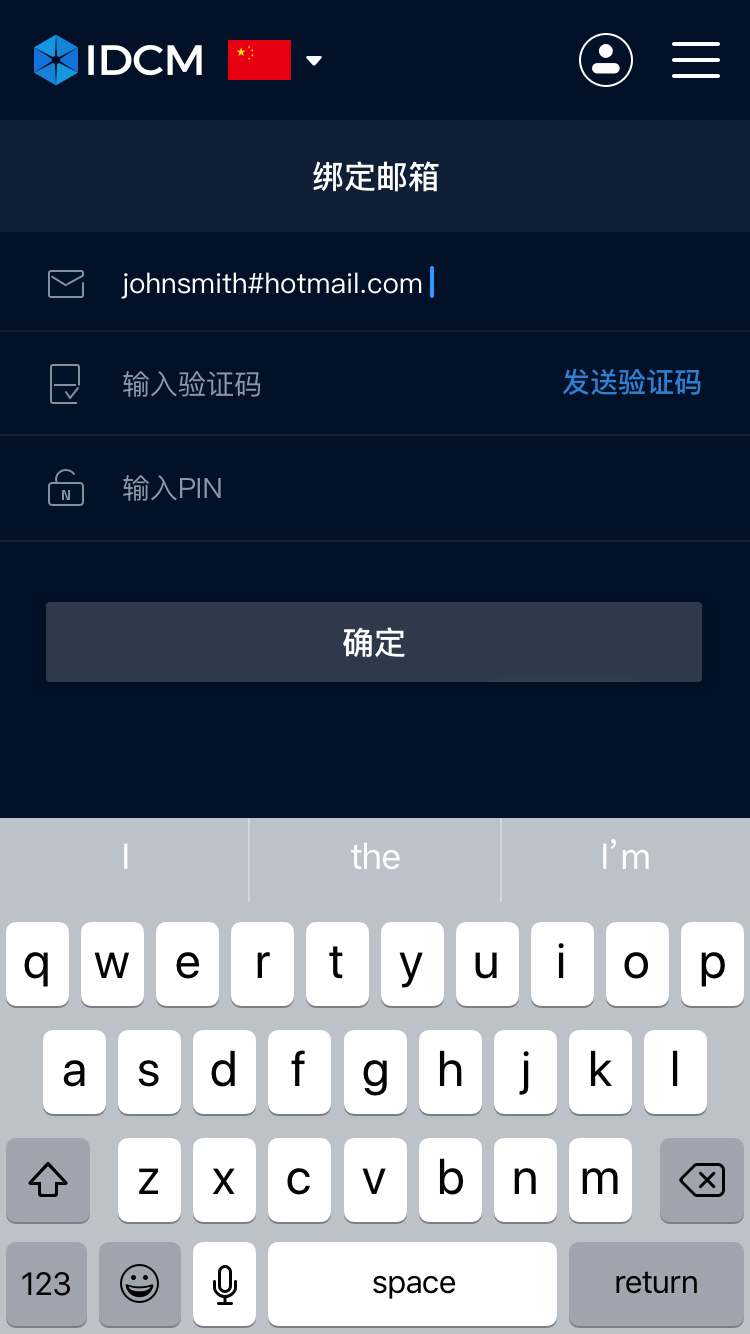 IDCM
绑定邮箱
johnsmith#hotmail.com
输入验证码 发送验证码
N 输入PIN
确定
I the I'm
q w e r t y u i o p
a s d f g h j k l
z x c v b n m
123 space return